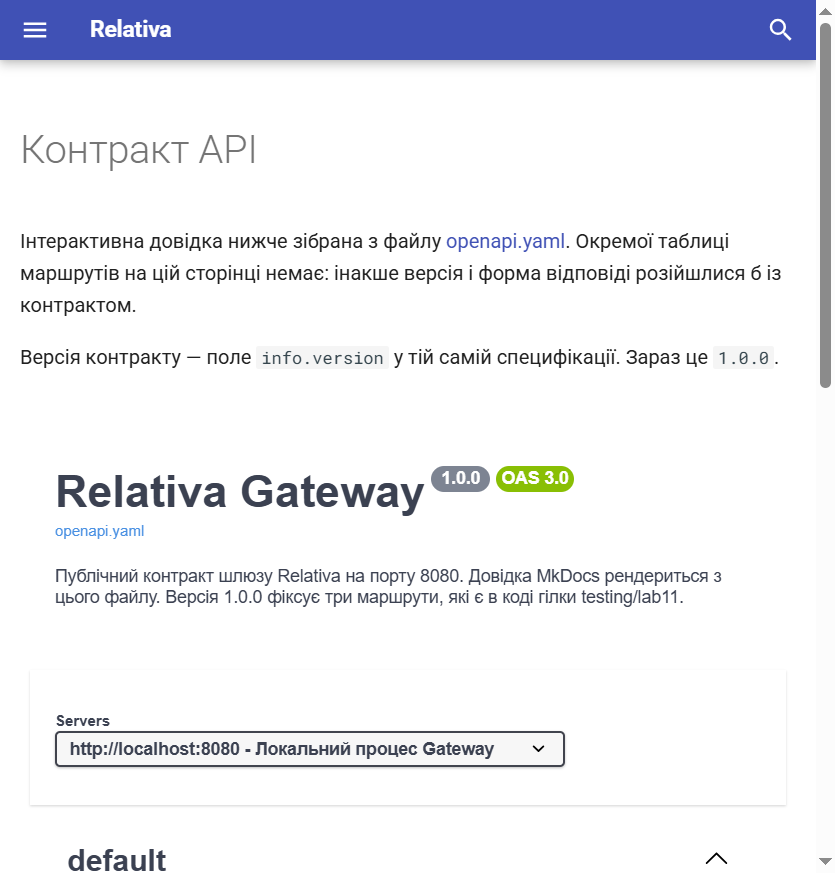 Relativa
Контракт API
Інтерактивна довідка нижче зібрана з файлу openapi.yaml. Окремої таблиці
маршрутів на цій сторінці немає: інакше версія і форма відповіді розійшлися б із
контрактом.
Версія контракту — поле info.version у тій самій специфікації. Зараз це 1.0.0.
Relativa Gateway 1.0.0 OAS 3.0
openapi.yaml
Публічний контракт шлюзу Relativa на порту 8080. Довідка MkDocs рендериться з
цього файлу. Версія 1.0.0 фіксує три маршрути, які є в коді гілки testing/lab11.
Servers
http://localhost:8080 - Локальний процес Gateway
default